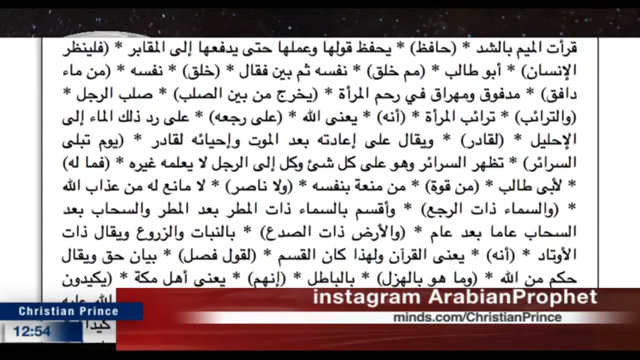 قرأت الميم بالشد * (حافظ) * يحفظ قولها وعملها حتى يدفعها إلى المقابر * (فلينظر
الإنسان) * أبو طالب * (مم خلق) * نفسه ثم بين فقال * (خلق) * نفسه * (من ماء
دافق) * مدفوق ومهراق في رحم المرأة * (يخرج من بين الصلب) * صلب الرجل *
(والترائب) * ترائب المرأة * (أنه) * يعنى الله * (على رجعه) * على رد ذلك الماء إلى
الإحليل * (لقادر) * ويقال على إعادته بعد الموت وإحيائه لقادر * (يوم تبلى
السرائر) * تظهر السرائر وهو على كل شئ وكل إلى الرجل لا يعلمه غيره * (فما له)
* لأبى طالب * (من قوة) * من منعة بنفسه * (ولا ناصر) * لا مانع له من عذاب الله
* (والسماء ذات الرجع) * وأقسم بالسماء ذات المطر بعد المطر والسحاب بعد
السحاب عاما بعد عام * (والأرض ذات الصدع) * بالنبات والزروع ويقال ذات
الأوتاد * (أنه) * يعنى القرآن ولهذا كان القسم * (لقول فصل) * بيان حق ويقال
حكم من الله * (وما هو بالهزل) * بالباطل * (إنهم) * يعنى أهل مكة * (يكيدون
الله عليه
كيدا
instagram ArabianProphet
Christian Prince
minds.com/ChristianPrince
12:54